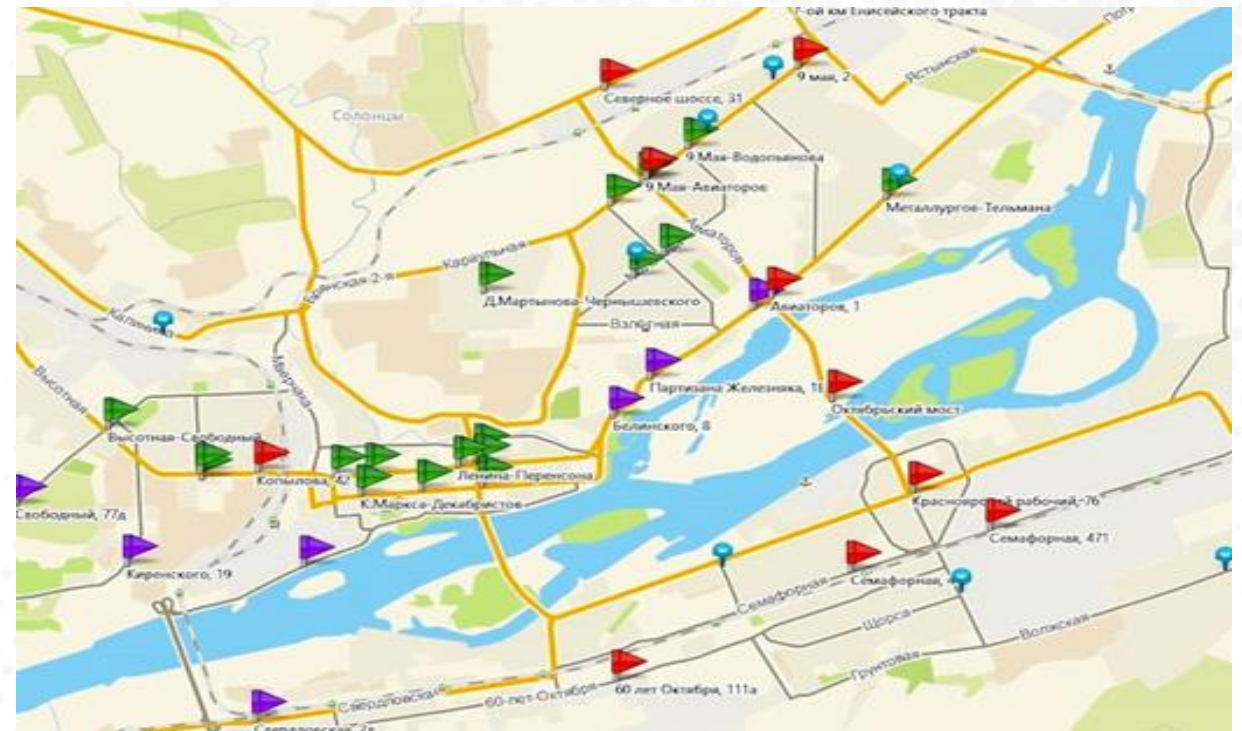 -ой км Енисейского тракта
9 мая, 2
Ястынская
Северное шоссе, 31
Солонцы
9 Мая-Водопьянова
9 Мая-Авиаторов
Металлургов-Тельмана
Авиаторов
Караульная
Брянская 2-я
Д.Мартынова-Чернышевского
Авиаторов, 1
Калинина
Взлётная
Мичурина
Партизана Железняка, 18
Высотная
Октябрьский мост
Белинского, 8
Высотная-Свободный
Копылова, 42
Ленина-Перенсона
К.Маркса-Декабристов
Красноярский рабочий, 76
Свободный, 77д
Семафорная, 471
Киренского, 19
Семафорная,
Семафорная
Щорса
Волжская
Грунтовая
60 лет Октября, 111а
Свердловская
60-лет-Октября